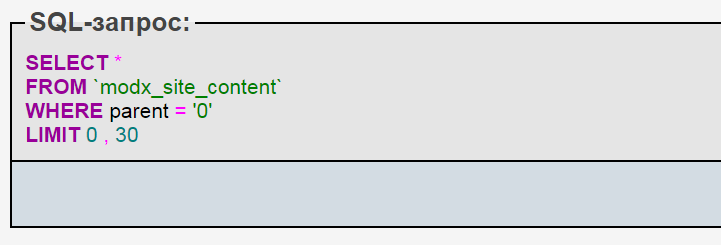 SQL-запрос:
SELECT *
FROM `modx_site_content`
WHERE parent = '0'
LIMIT 0 , 30